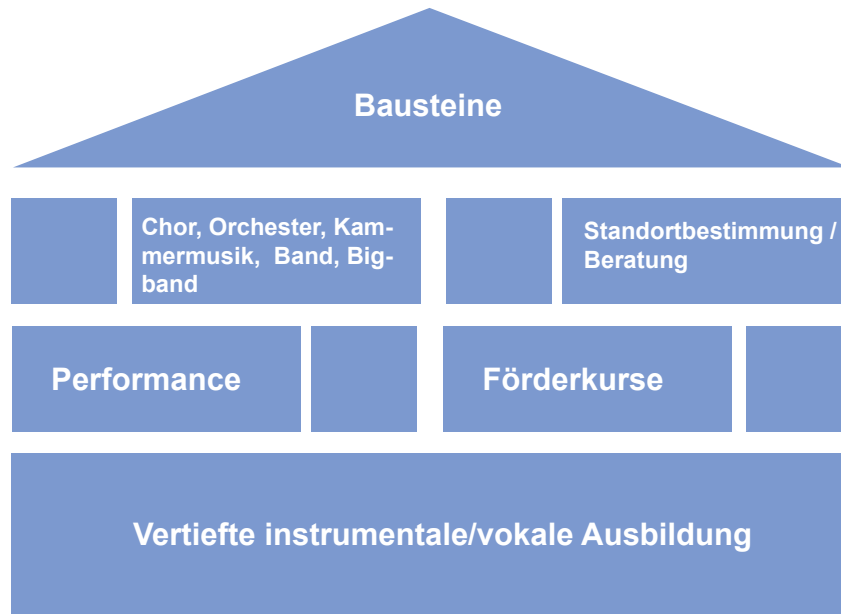 Bausteine
Chor, Orchester, Kam-
mermusik, Band, Big-
band
Standortbestimmung /
Beratung
Performance
Förderkurse
Vertiefte instrumentale/vokale Ausbildung